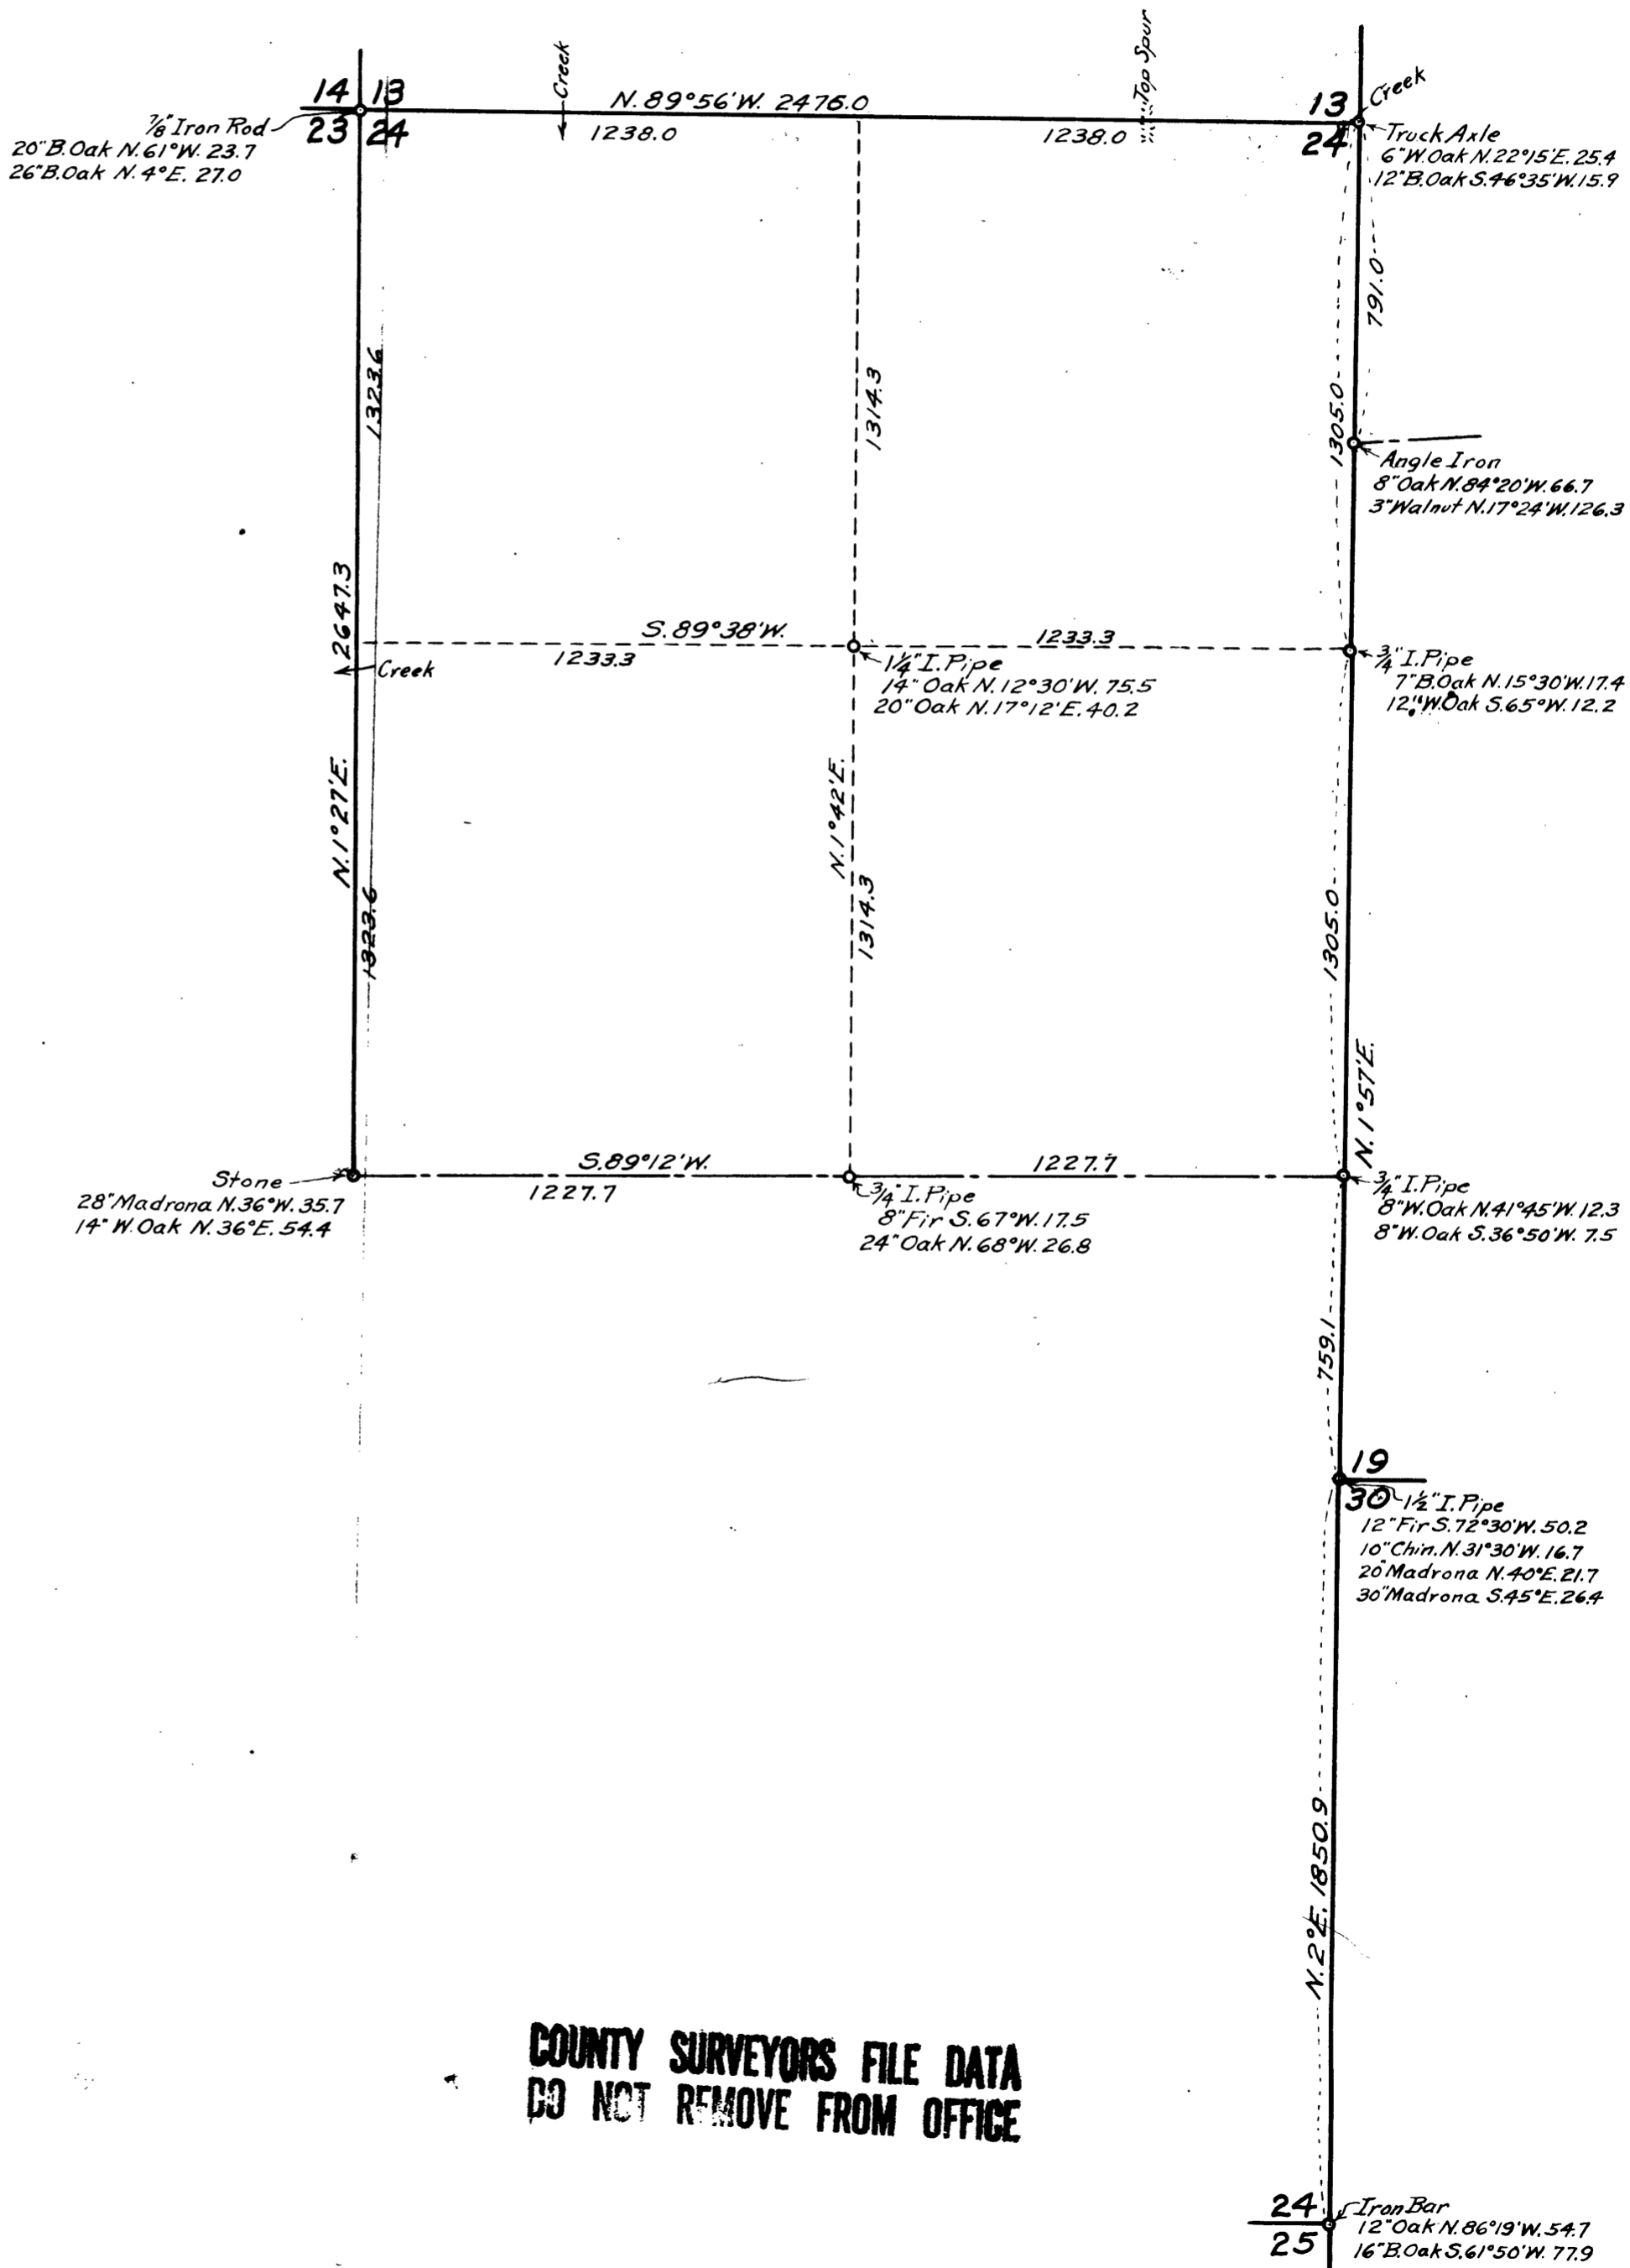 14 13
23 24
7/8" Iron Rod
20" B.Oak N.61°W. 23.7
26" B.Oak N.4°E. 27.0
Creek
N. 89°56'W. 2476.0
1238.0
1238.0
Top Spur
13
24
Creek
Truck Axle
6" W.Oak N.22°15'E. 25.4
12" B.Oak S.46°35'W. 15.9
791.0
1323.6
1314.3
1305.0
Angle Iron
8" Oak N.84°20'W. 66.7
3" Walnut N.17°24'W. 126.3
2647.3
S.89°38'W.
1233.3
1233.3
Creek
1¼" I.Pipe
14" Oak N.12°30'W. 75.5
20" Oak N.17°12'E. 40.2
¾" I.Pipe
7" B.Oak N.15°30'W. 17.4
12" W.Oak S.65°W. 12.2
N.1°27'E.
N.1°42'E.
1323.6
1314.3
1305.0
N.1°57'E.
Stone
28" Madrona N.36°W. 35.7
14" W.Oak N.36°E. 54.4
S.89°12'W.
1227.7
1227.7
¾" I.Pipe
8" Fir S.67°W. 17.5
24" Oak N.68°W. 26.8
¾" I.Pipe
8" W.Oak N.41°45'W. 12.3
8" W.Oak S.36°50'W. 7.5
759.1
19
30
1½" I.Pipe
12" Fir S.72°30'W. 50.2
10" Chin. N.31°30'W. 16.7
20" Madrona N.40°E. 21.7
30" Madrona S.45°E. 26.4
N.2°E. 1850.9
COUNTY SURVEYORS FILE DATA
DO NOT REMOVE FROM OFFICE
24
25
Iron Bar
12" Oak N.86°19'W. 54.7
16" B.Oak S.61°50'W. 77.9